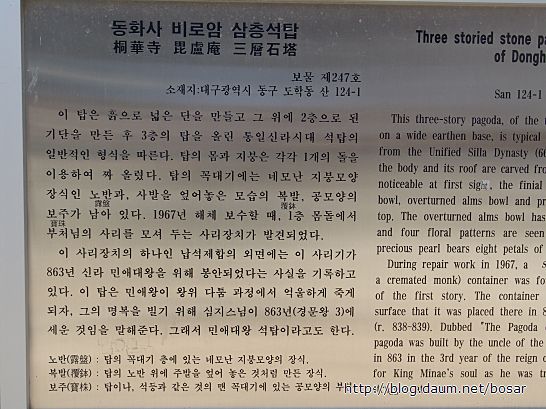 동화사 비로암 삼층석탑
桐華寺 毘盧庵 三層石塔
보물 제247호
소재지:대구광역시 동구 도학동 산 124-1
이 탑은 흙으로 넓은 단을 만들고 그 위에 2층으로 된
기단을 만든 후 3층의 탑을 올린 통일신라시대 석탑의
일반적인 형식을 따른다. 탑의 몸과 지붕은 각각 1개의 돌을
이용하여 짜 올렸다. 탑의 꼭대기에는 네모난 지붕모양
장식인 노반과, 사발을 엎어놓은 모습의 복발, 공모양의
露盤 覆鉢
보주가 남아 있다. 1967년 해체 보수할 때, 1층 몸돌에서
寶珠
부처님의 사리를 모셔 두는 사리장치가 발견되었다.
이 사리장치의 하나인 납석제합의 외면에는 이 사리기가
863년 신라 민애대왕을 위해 봉안되었다는 사실을 기록하고
있다. 이 탑은 민애왕이 왕위 다툼 과정에서 억울하게 죽게
되자, 그의 명복을 빌기 위해 심지스님이 863년(경문왕 3)에
세운 것임을 말해준다. 그래서 민애대왕 석탑이라고도 한다.
노반(露盤) : 탑의 꼭대기 층에 있는 네모난 지붕모양의 장식.
복발(覆鉢) : 탑의 노반 위에 주발을 엎어 놓은 것처럼 만든 장식.
보주(寶株) : 탑이나, 석등과 같은 것의 맨 꼭대기에 있는 공모양의
Three storied stone pa
of Dongh
San 124-1
This three-story pagoda, of the
on a wide earthen base, is typical
from the Unified Silla Dynasty (66
the body and its roof are carved from
noticeable at first sight, the finial
bowl, overturned alms bowl and pr
top. The overturned alms bowl has
and four floral patterns are seen
precious pearl bears eight petals of
During repair work in 1967, a s
a cremated monk) container was fo
of the first story. The container
surface that it was placed there in 8
(r. 838-839). Dubbed "The Pagoda
pagoda was built by the uncle of the
in 863 in the 3rd year of the reign o
for King Minae's soul as he was tr
http://blog.daum.net/bosar